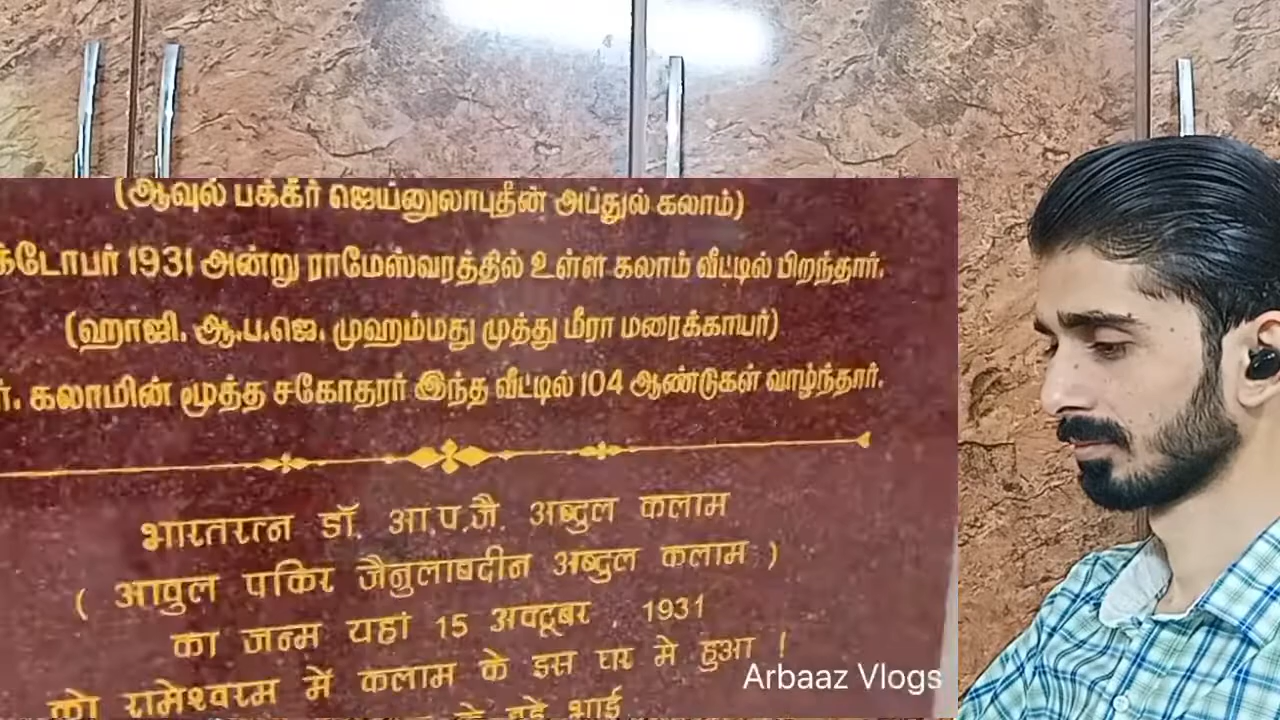 (ஆவுல் பக்கீர் ஜெய்னுலாபுதீன் அப்துல் கலாம்)
க்டோபர் 1931 அன்று ராமேஸ்வரத்தில் உள்ள கலாம் வீட்டில் பிறந்தார்.
(ஹாஜி. ஆ.ப.ஜெ. முஹம்மது முத்து மீரா மரைக்காயர்)
ர். கலாமின் மூத்த சகோதரர் இந்த வீட்டில் 104 ஆண்டுகள் வாழ்ந்தார்.
भारतरत्न डॉ. आ.प.जै. अब्दुल कलाम
( आवुल पकिर जैनुलाबदीन अब्दुल कलाम )
का जन्म यहां 15 अक्टूबर 1931
को रामेश्वरम में कलाम के इस घर मे हुआ !
के बड़े भाई
Arbaaz Vlogs